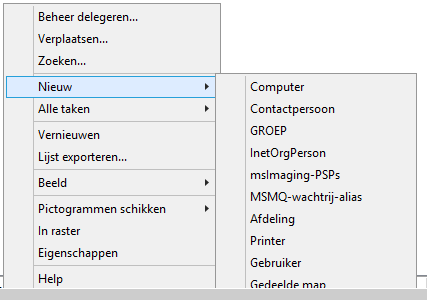 Beheer delegeren...
Verplaatsen...
Zoeken...
Nieuw
Alle taken
Vernieuwen
Lijst exporteren...
Beeld
Pictogrammen schikken
In raster
Eigenschappen
Help
Computer
Contactpersoon
GROEP
InetOrgPerson
msImaging-PSPs
MSMQ-wachtrij-alias
Afdeling
Printer
Gebruiker
Gedeelde map